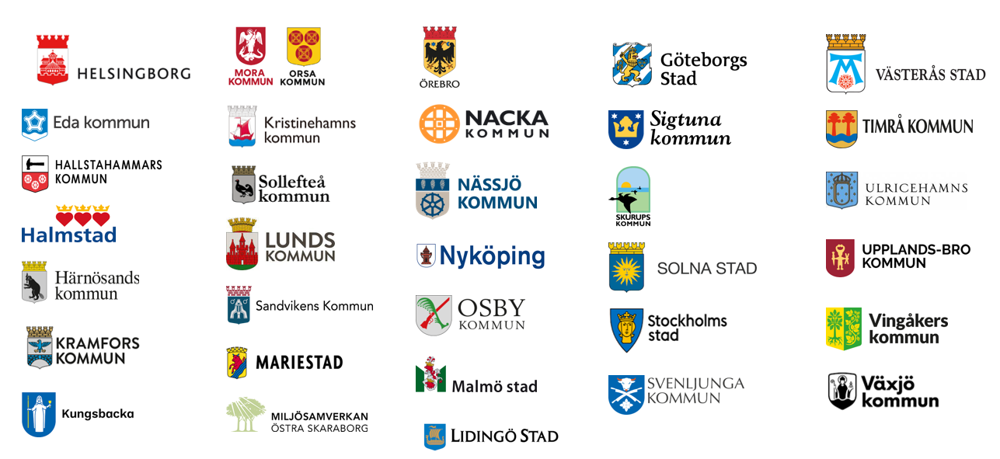 HELSINGBORG
Eda kommun
HALLSTAHAMMARS
KOMMUN
Halmstad
Härnösands
kommun
KRAMFORS
KOMMUN
Kungsbacka
MORA
KOMMUN
ORSA
KOMMUN
Kristinehamns
kommun
Sollefteå
kommun
LUNDS
KOMMUN
Sandvikens Kommun
MARIESTAD
MILJÖSAMVERKAN
ÖSTRA SKARABORG
ÖREBRO
NACKA
KOMMUN
NÄSSJÖ
KOMMUN
Nyköping
OSBY
KOMMUN
Malmö stad
LIDINGÖ STAD
Göteborgs
Stad
Sigtuna
kommun
SKURUPS
KOMMUN
SOLNA STAD
Stockholms
stad
SVENLJUNGA
KOMMUN
VÄSTERÅS STAD
TIMRÅ KOMMUN
ULRICEHAMNS
KOMMUN
UPPLANDS-BRO
KOMMUN
Vingåkers
kommun
Växjö
kommun